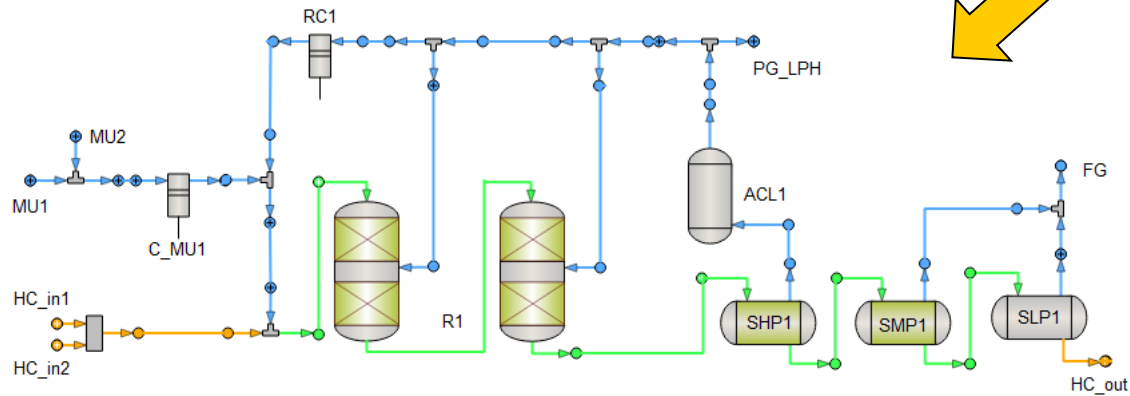 RC1
PG_LPH
MU2
MU1
C_MU1
ACL1
FG
HC_in1
HC_in2
R1
SHP1
SMP1
SLP1
HC_out